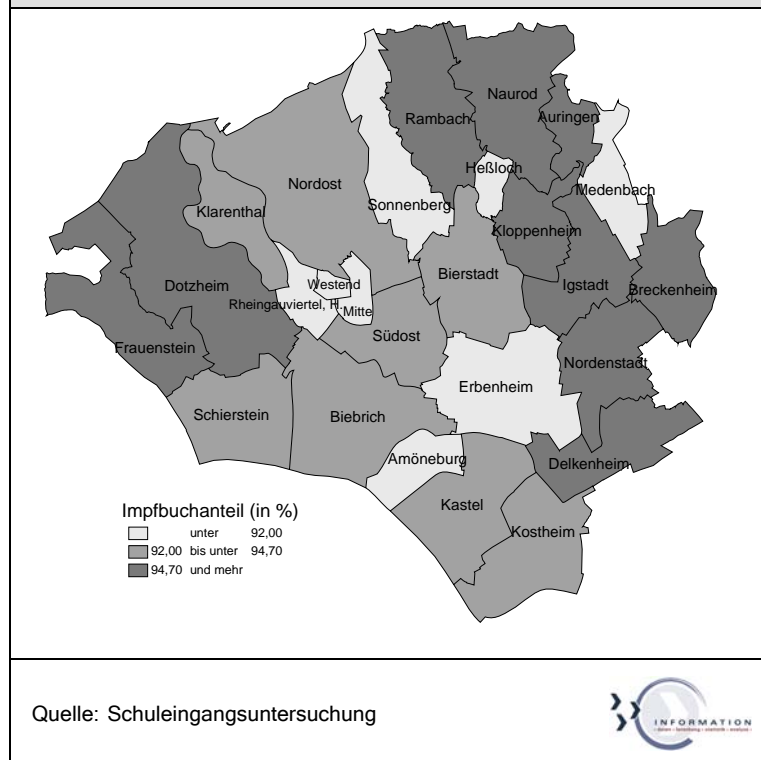 Naurod
Rambach
Auringen
Heßloch
Nordost
Medenbach
Sonnenberg
Klarenthal
Kloppenheim
Bierstadt
Dotzheim
Westend
Igstadt
Breckenheim
Rheingauviertel, H.
Mitte
Südost
Frauenstein
Nordenstadt
Erbenheim
Schierstein
Biebrich
Amöneburg
Delkenheim
Kastel
Kostheim
Impfbuchanteil (in %)
unter 92,00
92,00 bis unter 94,70
94,70 und mehr
Quelle: Schuleingangsuntersuchung
INFORMATION